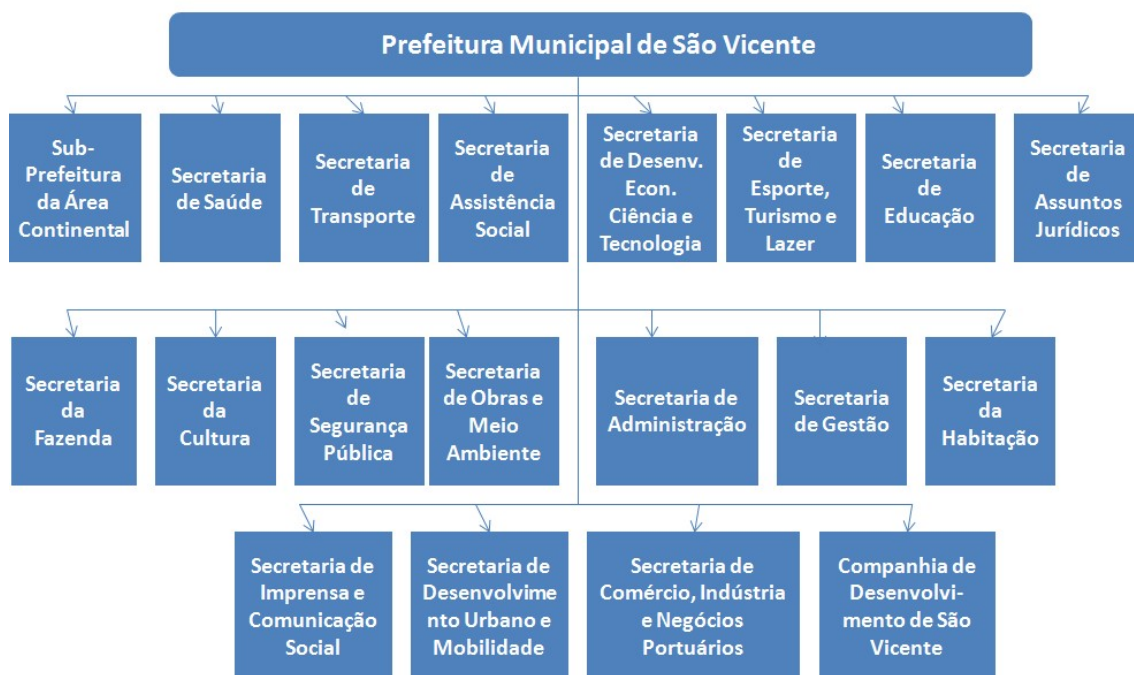 Prefeitura Municipal de São Vicente
Sub-
Prefeitura
da Área
Continental
Secretaria
de Saúde
Secretaria
de
Transporte
Secretaria
de
Assistência
Social
Secretaria
de Desenv.
Econ.
Ciência e
Tecnologia
Secretaria
de
Esporte,
Turismo e
Lazer
Secretaria
de
Educação
Secretaria
de
Assuntos
Jurídicos
Secretaria
da
Fazenda
Secretaria
da
Cultura
Secretaria
de
Segurança
Pública
Secretaria
de Obras e
Meio
Ambiente
Secretaria de
Administração
Secretaria
de Gestão
Secretaria
da
Habitação
Secretaria de
Imprensa e
Comunicação
Social
Secretaria de
Desenvolvime
nto Urbano e
Mobilidade
Secretaria de
Comércio, Indústria
e Negócios
Portuários
Companhia de
Desenvolvi-
mento de São
Vicente